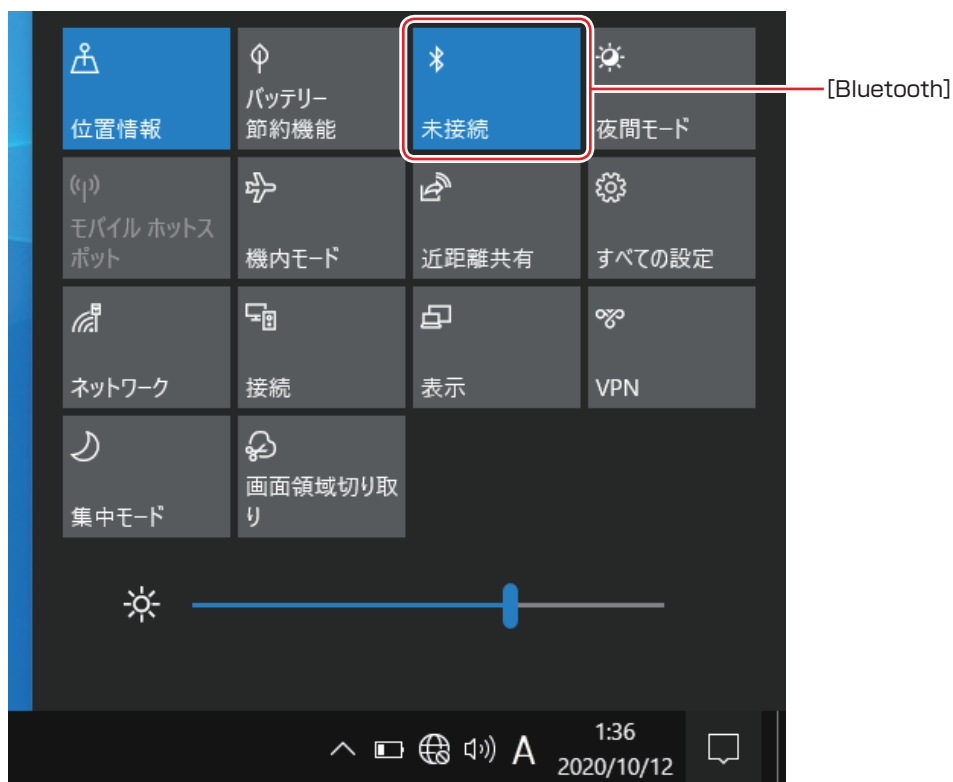 位置情報
バッテリー
節約機能
未接続
夜間モード
[Bluetooth]
モバイル ホットス
ポット
機内モード
近距離共有
すべての設定
ネットワーク
接続
表示
VPN
集中モード
画面領域切り取
り
A
1:36
2020/10/12